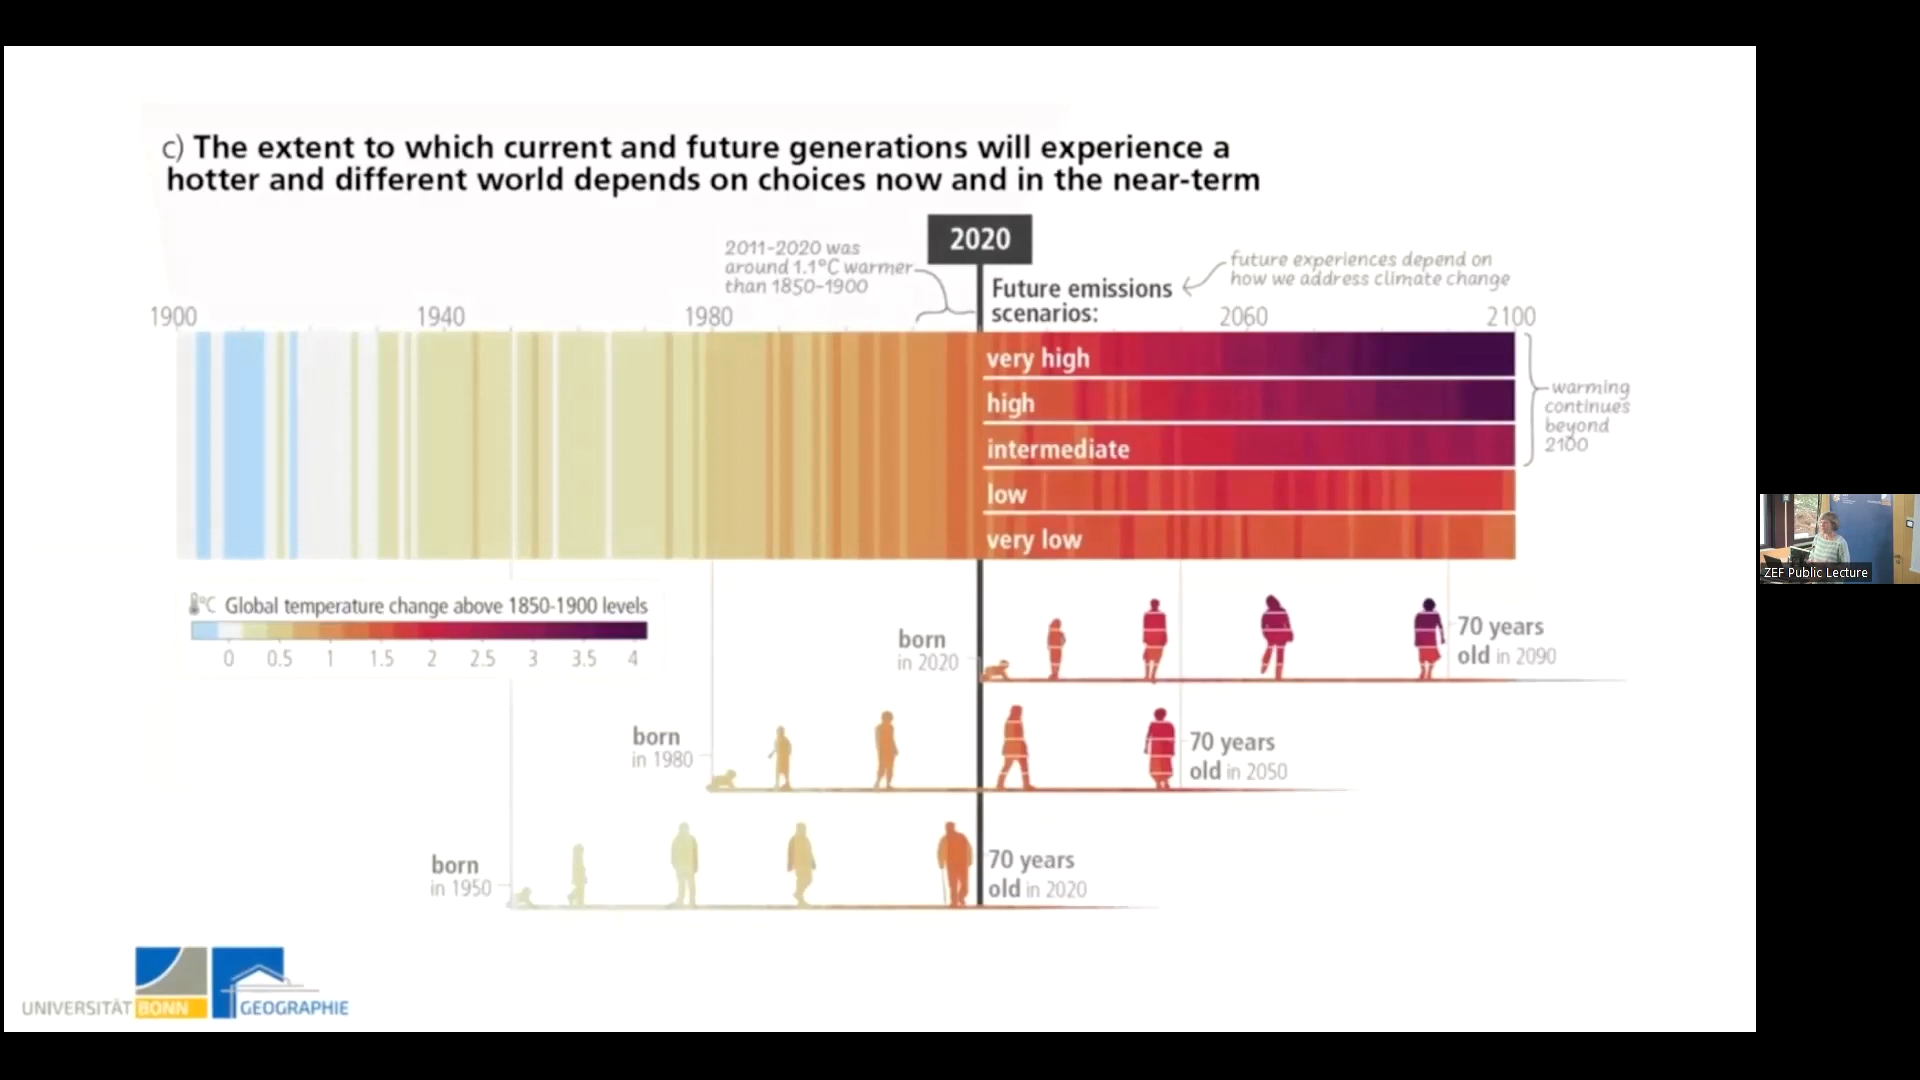 c) The extent to which current and future generations will experience a
hotter and different world depends on choices now and in the near-term
2020
2011-2020 was
around 1.1°C warmer
than 1850-1900
future experiences depend on
how we address climate change
Future emissions
scenarios:
1900
1940
1980
2060
2100
very high
high
intermediate
low
very low
warming
continues
beyond
2100
°C Global temperature change above 1850-1900 levels
0 0.5 1 1.5 2 2.5 3 3.5 4
born
in 2020
70 years
old in 2090
born
in 1980
70 years
old in 2050
born
in 1950
70 years
old in 2020
UNIVERSITÄT BONN
GEOGRAPHIE
ZEF Public Lecture